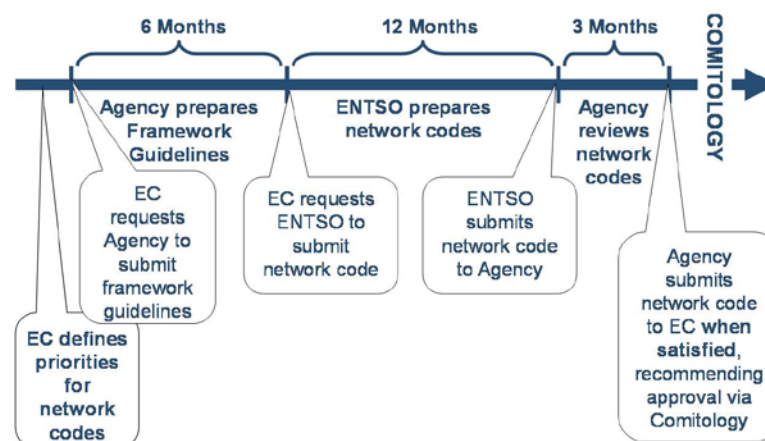 6 Months
12 Months
3 Months
COMITOLOGY
Agency prepares
Framework
Guidelines
ENTSO prepares
network codes
Agency
reviews
network
codes
EC
requests
Agency to
submit
framework
guidelines
EC requests
ENTSO to
submit
network code
ENTSO
submits
network code
to Agency
Agency
submits
network code
to EC when
satisfied,
recommending
approval via
Comitology
EC defines
priorities
for
network
codes